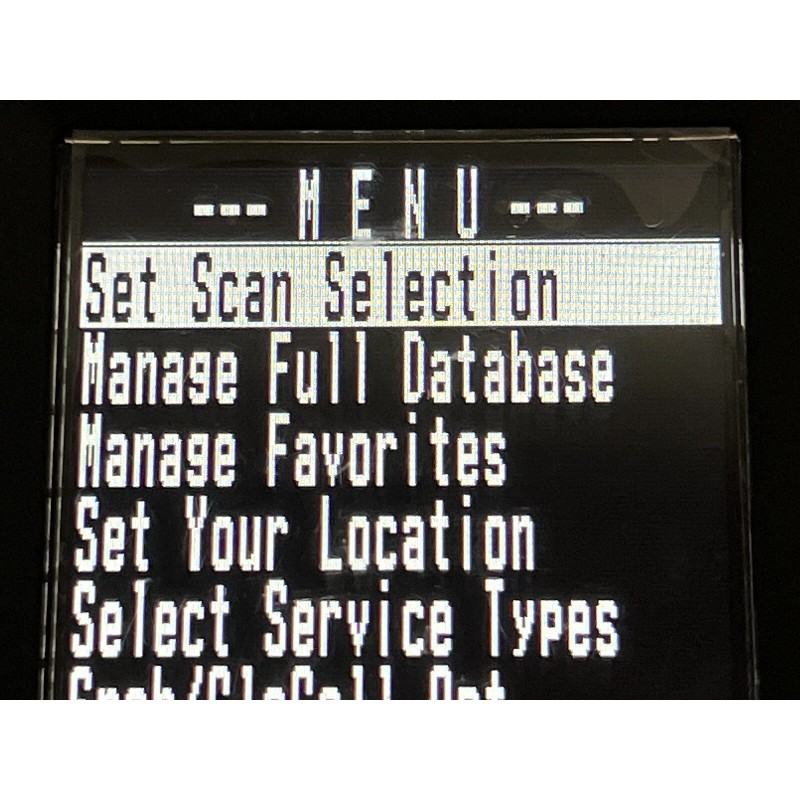 --- MENU ---
Set Scan Selection
Manage Full Database
Manage Favorites
Set Your Location
Select Service Types